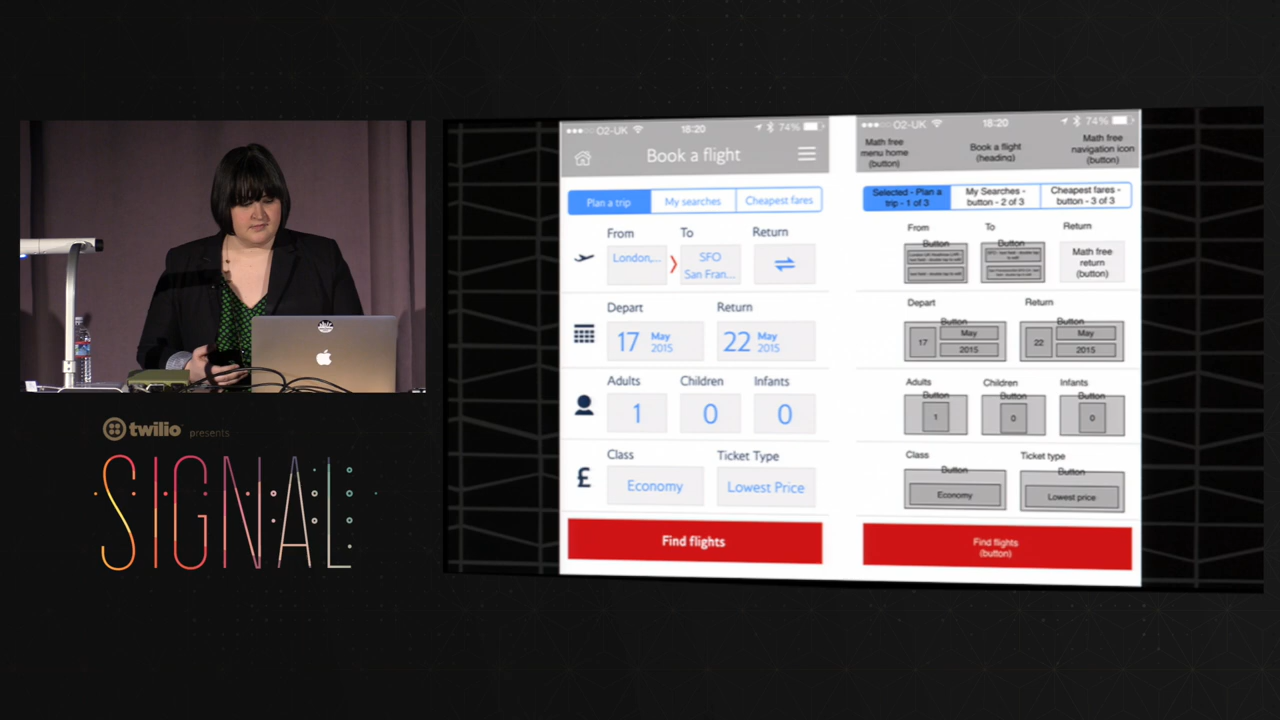 twilio presents
SIGNAL
O2-UK 18:20 74%
Book a flight
Plan a trip My searches Cheapest fares
From To Return
London,... SFO
San Fran...
Depart Return
17 May 2015 22 May 2015
Adults Children Infants
1 0 0
Class Ticket Type
£ Economy Lowest Price
Find flights
O2-UK 18:20 74%
Math free
menu home
(button)
Book a flight
(heading)
Math free
navigation icon
(button)
Selected - Plan a
trip - 1 of 3
My Searches -
button - 2 of 3
Cheapest fares -
button - 3 of 3
From To Return
Button Button
Math free
return
(button)
Depart Return
Button Button
17 May 2015 22 May 2015
Adults Children Infants
Button Button Button
1 0 0
Class Ticket type
Button Button
Economy Lowest price
Find flights
(button)